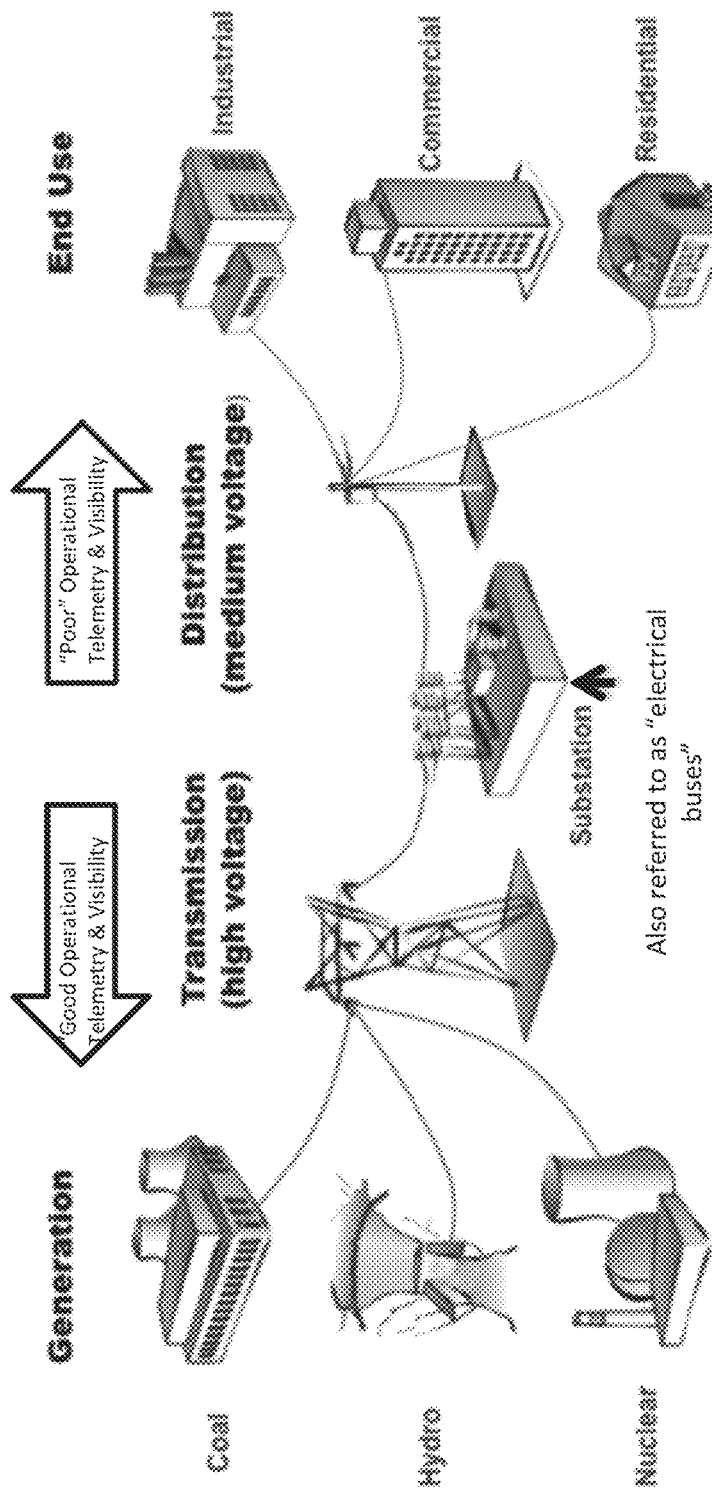 "Good Operational
Telemetry & Visibility
"Poor" Operational
Telemetry & Visibility
Generation
Transmission
(high voltage)
Distribution
(medium voltage)
End Use
Coal
Hydro
Nuclear
Substation
Also referred to as "electrical
buses"
Industrial
Commercial
Residential